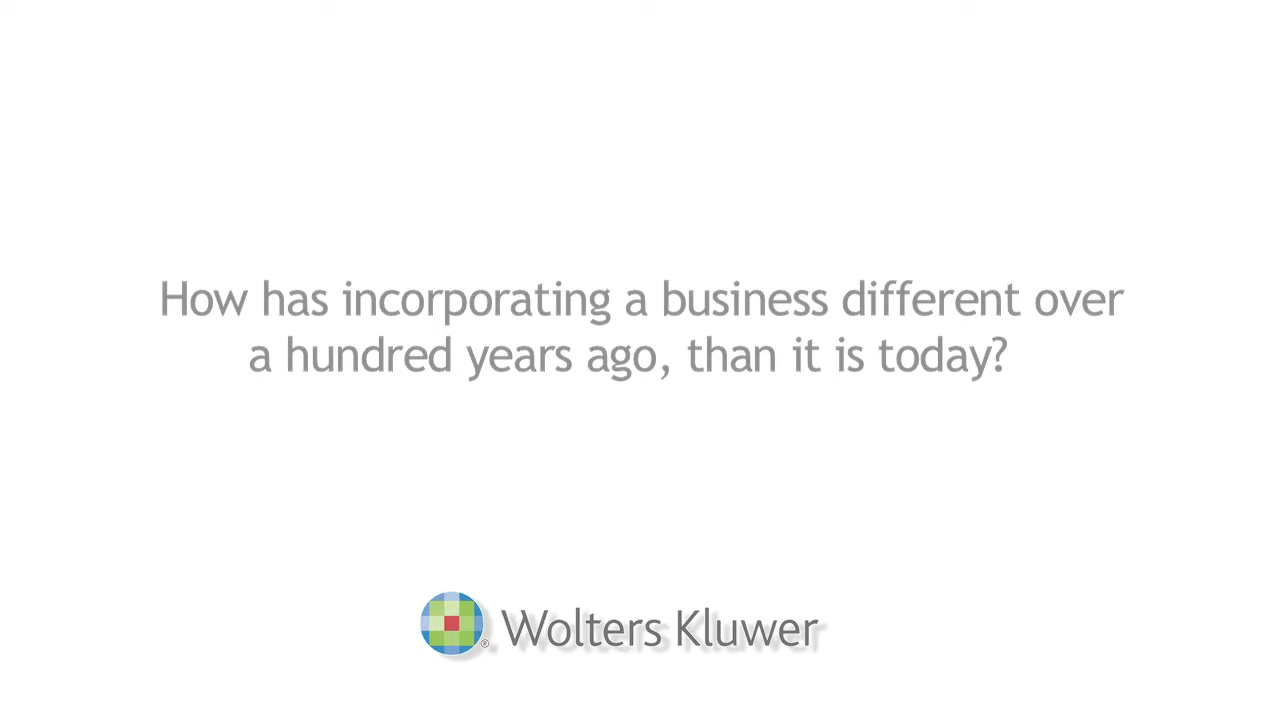 How has incorporating a business different over
a hundred years ago, than it is today?
® Wolters Kluwer